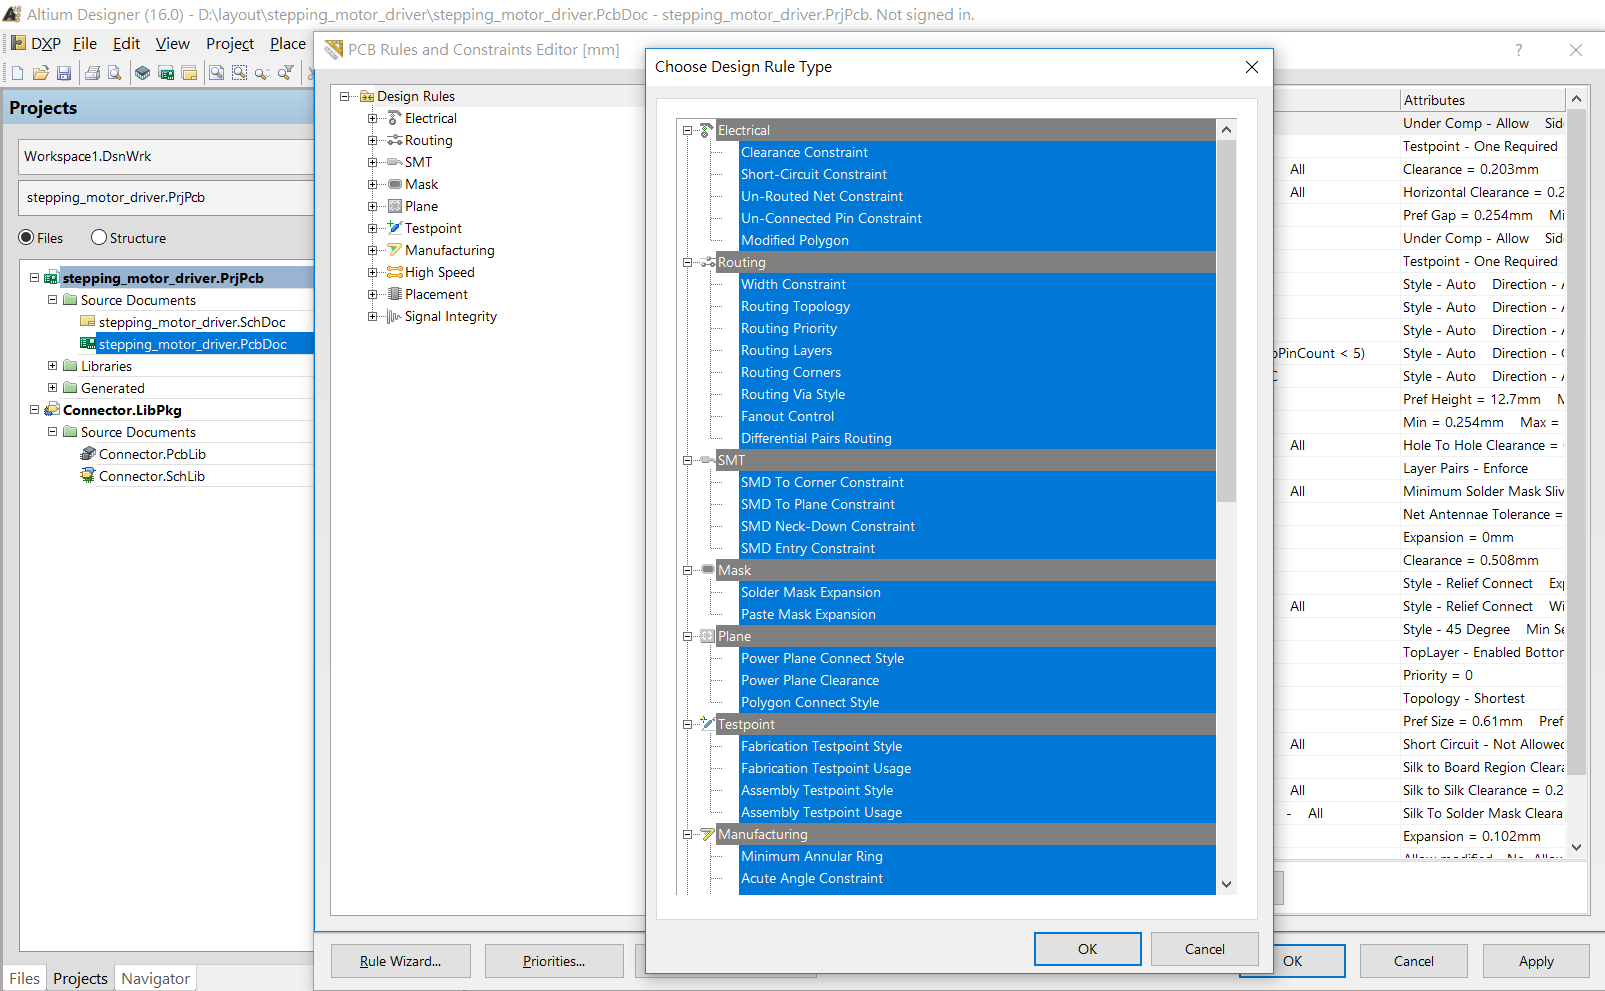 Altium Designer (16.0) - D:\layout\stepping_motor_driver\stepping_motor_driver.PcbDoc - stepping_motor_driver.PrjPcb. Not signed in.
DXP File Edit View Project Place
PCB Rules and Constraints Editor [mm]
?
Projects
Workspace1.DsnWrk
stepping_motor_driver.PrjPcb
Files Structure
stepping_motor_driver.PrjPcb
Source Documents
stepping_motor_driver.SchDoc
stepping_motor_driver.PcbDoc
Libraries
Generated
Connector.LibPkg
Source Documents
Connector.PcbLib
Connector.SchLib
Files Projects Navigator
Design Rules
Electrical
Routing
SMT
Mask
Plane
Testpoint
Manufacturing
High Speed
Placement
Signal Integrity
Rule Wizard...
Priorities...
Choose Design Rule Type
Electrical
Clearance Constraint
Short-Circuit Constraint
Un-Routed Net Constraint
Un-Connected Pin Constraint
Modified Polygon
Routing
Width Constraint
Routing Topology
Routing Priority
Routing Layers
Routing Corners
Routing Via Style
Fanout Control
Differential Pairs Routing
SMT
SMD To Corner Constraint
SMD To Plane Constraint
SMD Neck-Down Constraint
SMD Entry Constraint
Mask
Solder Mask Expansion
Paste Mask Expansion
Plane
Power Plane Connect Style
Power Plane Clearance
Polygon Connect Style
Testpoint
Fabrication Testpoint Style
Fabrication Testpoint Usage
Assembly Testpoint Style
Assembly Testpoint Usage
Manufacturing
Minimum Annular Ring
Acute Angle Constraint
OK Cancel
Attributes
Under Comp - Allow Sid
Testpoint - One Required
All Clearance = 0.203mm
All Horizontal Clearance = 0.2
Pref Gap = 0.254mm Mi
Under Comp - Allow Sid
Testpoint - One Required
Style - Auto Direction - A
Style - Auto Direction - A
Style - Auto Direction - A
PinCount < 5) Style - Auto Direction - C
Style - Auto Direction - A
Pref Height = 12.7mm M
Min = 0.254mm Max =
All Hole To Hole Clearance =
Layer Pairs - Enforce
All Minimum Solder Mask Sliv
Net Antennae Tolerance =
Expansion = 0mm
Clearance = 0.508mm
Style - Relief Connect Exp
All Style - Relief Connect Wi
Style - 45 Degree Min Se
TopLayer - Enabled Bottor
Priority = 0
Topology - Shortest
Pref Size = 0.61mm Pref
All Short Circuit - Not Allowed
Silk to Board Region Cleara
All Silk to Silk Clearance = 0.2
- All Silk To Solder Mask Cleara
Expansion = 0.102mm
OK Cancel Apply